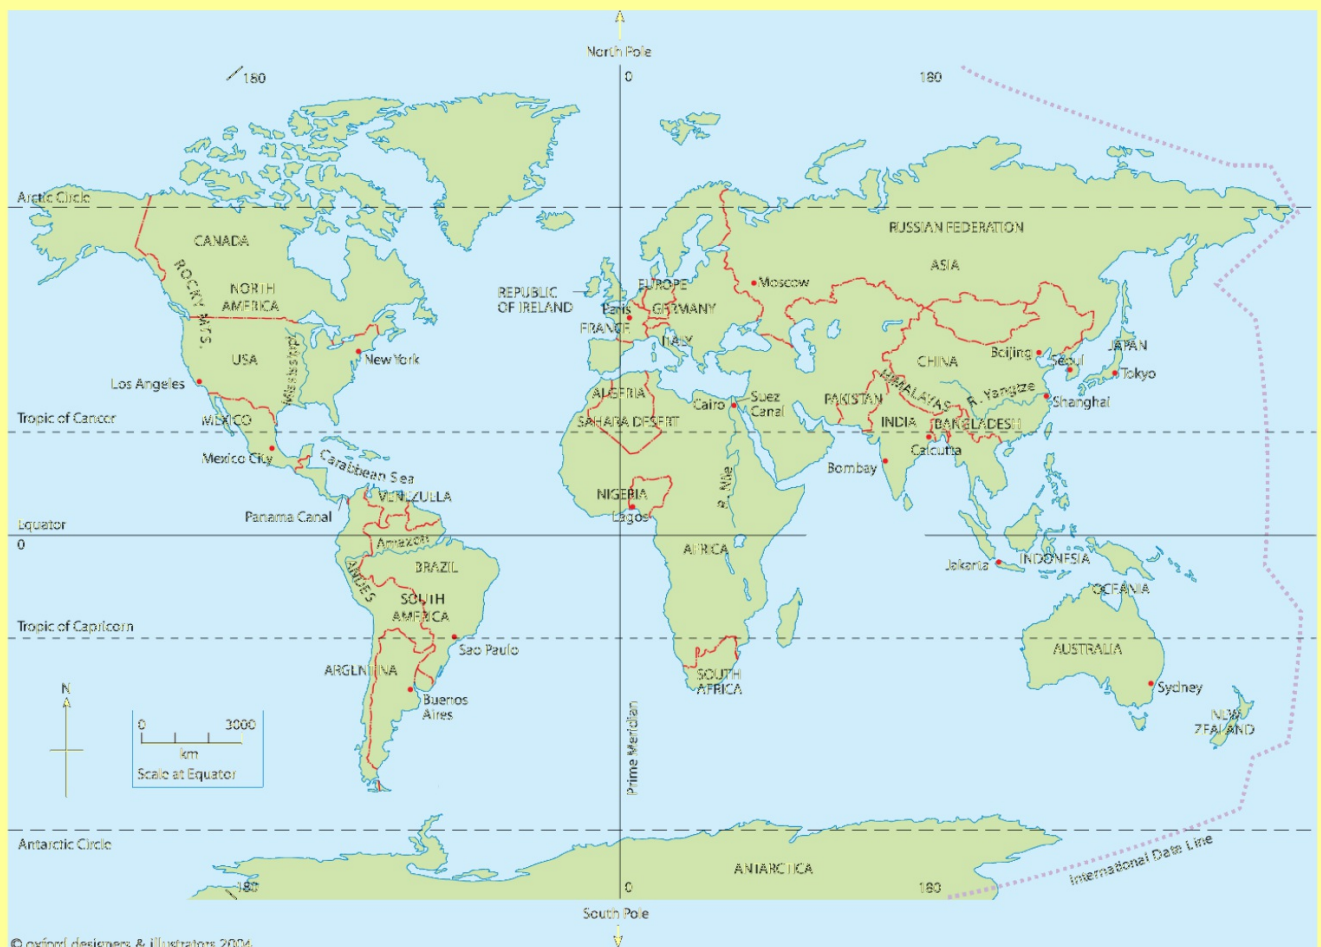 North Pole
180
0
180
Arctic Circle
RUSSIAN FEDERATION
CANADA
ASIA
ROCKY MTS.
NORTH
AMERICA
REPUBLIC
OF IRELAND
EUROPE
Moscow
Paris
GERMANY
FRANCE
ITALY
USA
Mississippi
New York
Los Angeles
CHINA
Beijing
Seoul
JAPAN
Tokyo
HIMALAYAS
R. Yangtze
Shanghai
ALGERIA
Cairo
Suez
Canal
PAKISTAN
MEXICO
Tropic of Cancer
SAHARA DESERT
INDIA
BANGLADESH
Mexico City
Carabbean Sea
Calcutta
Bombay
R. Nile
VENEZULLA
NIGERIA
Lagos
Panama Canal
Equator
0
Amazon
AFRICA
Jakarta
INDONESIA
ANDES
BRAZIL
OCEANIA
SOUTH
AMERICA
Tropic of Capricorn
Sao Paulo
AUSTRALIA
ARGENTINA
SOUTH
AFRICA
Sydney
N
Buenos
Aires
NEW
ZEALAND
0 3000
km
Scale at Equator
Prime Meridian
Antarctic Circle
International Date Line
ANTARCTICA
180
0
180
South Pole
© oxford designers & illustrators 2004